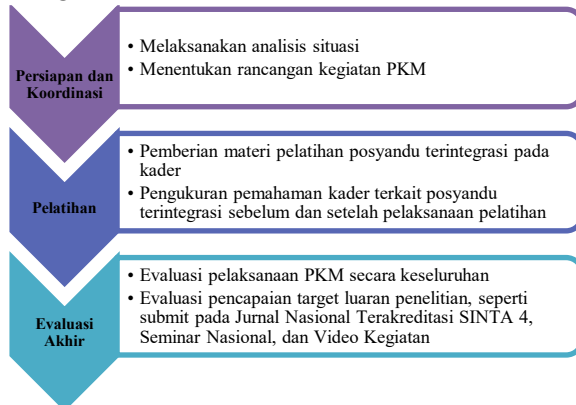 Persiapan dan
Koordinasi
• Melaksanakan analisis situasi
• Menentukan rancangan kegiatan PKM
Pelatihan
• Pemberian materi pelatihan posyandu terintegrasi pada
kader
• Pengukuran pemahaman kader terkait posyandu
terintegrasi sebelum dan setelah pelaksanaan pelatihan
Evaluasi
Akhir
• Evaluasi pelaksanaan PKM secara keseluruhan
• Evaluasi pencapaian target luaran penelitian, seperti
submit pada Jurnal Nasional Terakreditasi SINTA 4,
Seminar Nasional, dan Video Kegiatan